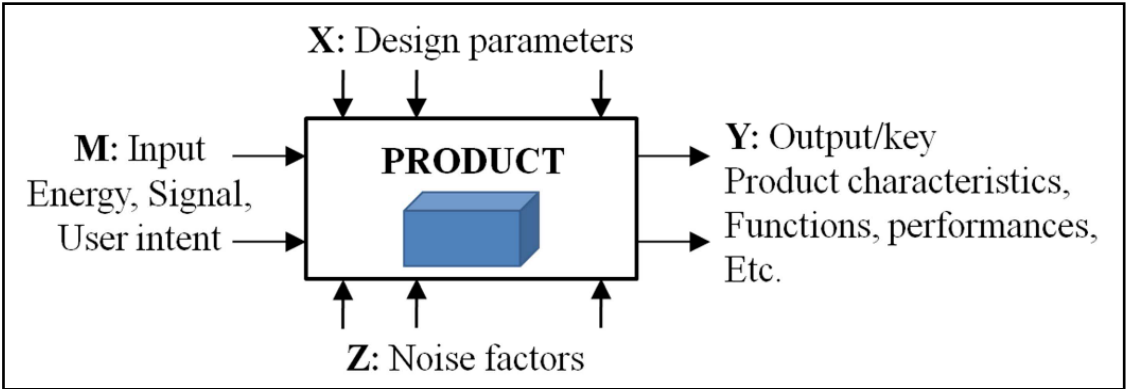 X: Design parameters
M: Input
Energy, Signal,
User intent
PRODUCT
Y: Output/key
Product characteristics,
Functions, performances,
Etc.
Z: Noise factors